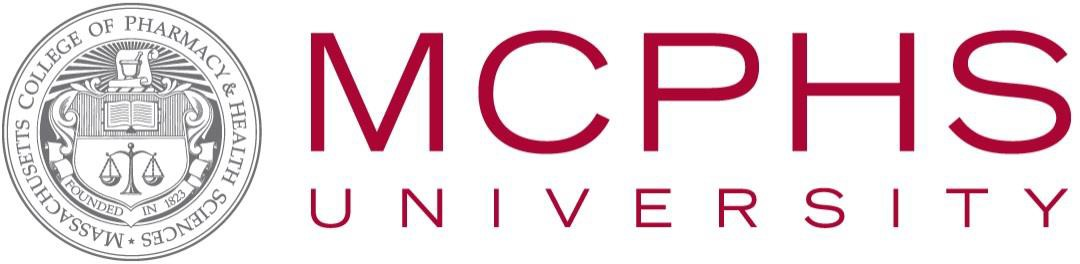 MASSACHUSETTS COLLEGE OF PHARMACY & HEALTH SCIENCES ★
FOUNDED IN 1823
MCPHS
UNIVERSITY